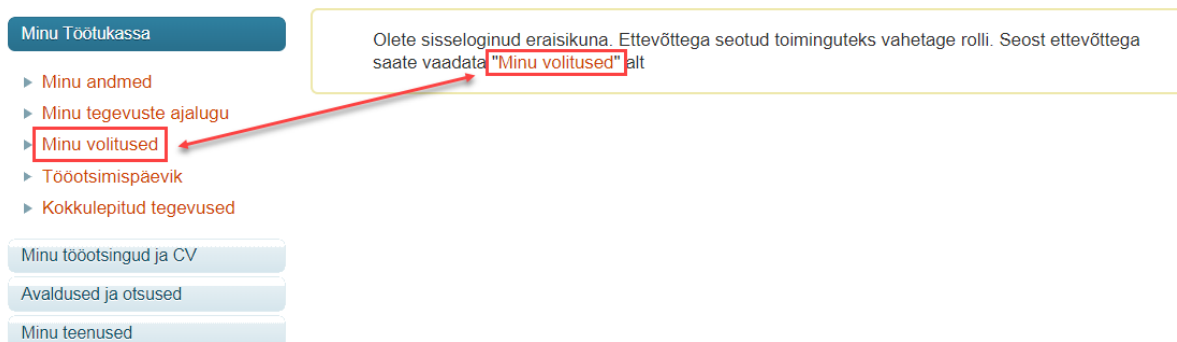 Minu Töötukassa
Minu andmed
Minu tegevuste ajalugu
Minu volitused
Tööotsimispäevik
Kokkulepitud tegevused
Minu tööotsingud ja CV
Avaldused ja otsused
Minu teenused
Olete sisseloginud eraisikuna. Ettevõttega seotud toiminguteks vahetage rolli. Seost ettevõttega
saate vaadata "Minu volitused" alt